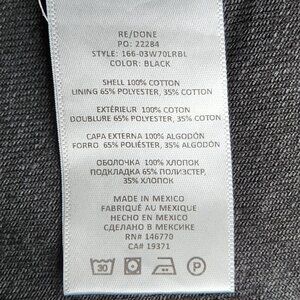 RE/DONE
PO: 22284
STYLE: 166-03W70LRBL
COLOR: BLACK
SHELL 100% COTTON
LINING 65% POLYESTER, 35% COTTON
EXTÉRIEUR 100% COTON
DOUBLURE 65% POLYESTER, 35% COTON
CAPA EXTERNA 100% ALGODÓN
FORRO 65% POLIÉSTER, 35% ALGODÓN
ОБОЛОЧКА 100% ХЛОПОК
ПОДКЛАДКА 65% ПОЛИЭСТЕР,
35% ХЛОПОК
MADE IN MEXICO
FABRIQUÉ AU MEXIQUE
HECHO EN MEXICO
СДЕЛАНО В МЕКСИКЕ
RN# 146770
CA# 19371
30 P